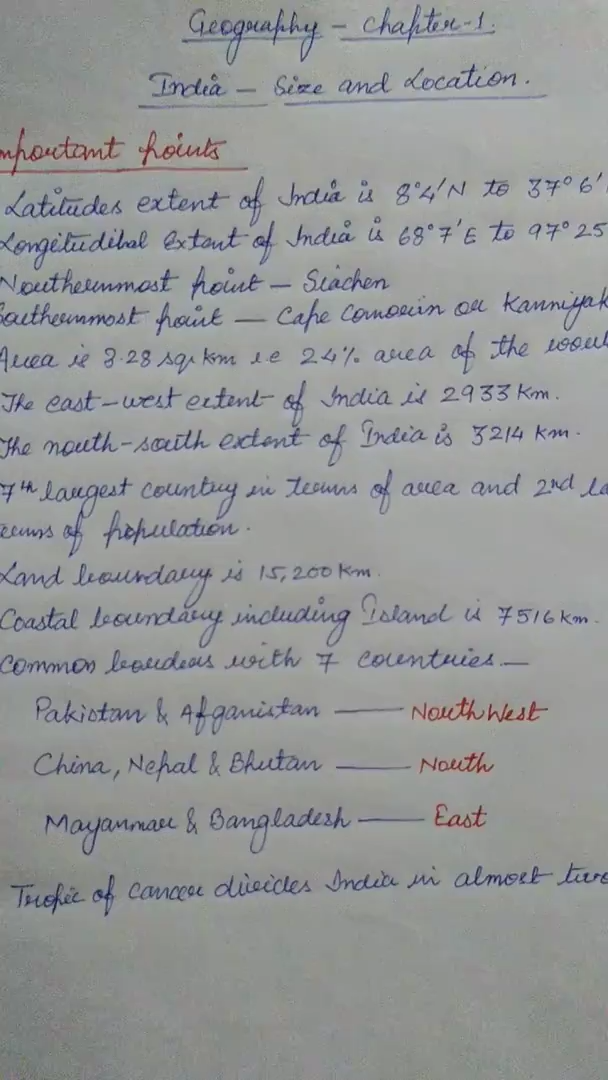 Geography - Chapter-1.
India - Size and Location.
mportant points
Latitudes extent of India is 8°4'N to 37°6'
Longitudihal Extent of India is 68°7'E to 97°25
Northernmost point - Siachen
Southernmost point - Cape Comorin or Kanniyak
Area is 3.28 sq. km i.e 24% area of the worl
The east-west extent of India is 2933 Km.
The north-south extent of India is 3214 Km.
7th largest country in terms of area and 2nd la
terms of population.
Land boundary is 15,200 Km.
Coastal boundary including Island is 7516 Km.
Common borders with 7 countries -
Pakistan & Afganistan - North West
China, Nepal & Bhutan - North
Mayanmar & Bangladesh - East
Tropic of cancer divides India in almost two